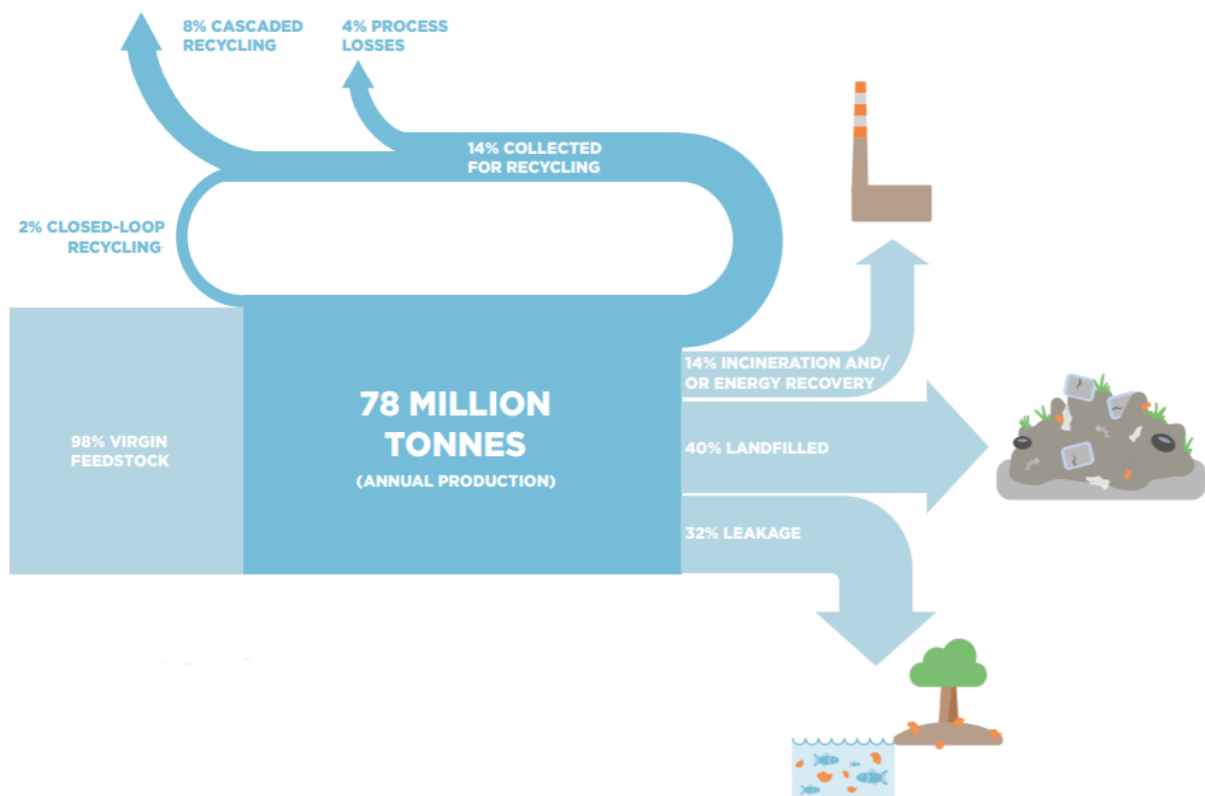 8% CASCADED
RECYCLING
4% PROCESS
LOSSES
14% COLLECTED
FOR RECYCLING
2% CLOSED-LOOP
RECYCLING
98% VIRGIN
FEEDSTOCK
78 MILLION
TONNES
(ANNUAL PRODUCTION)
14% INCINERATION AND/
OR ENERGY RECOVERY
40% LANDFILLED
32% LEAKAGE